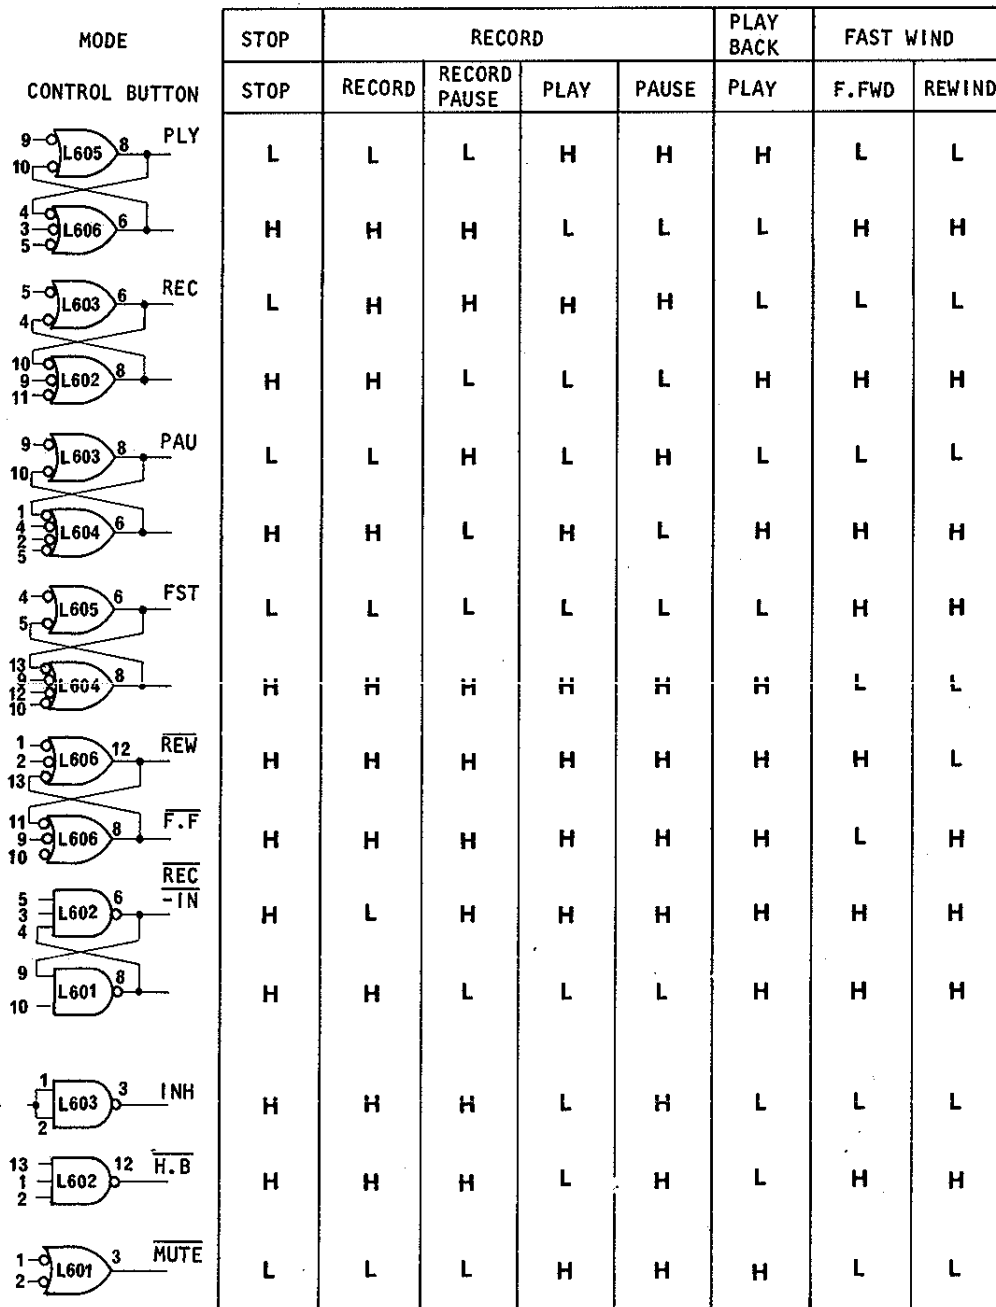 MODE STOP RECORD PLAY BACK FAST WIND
CONTROL BUTTON STOP RECORD RECORD PAUSE PLAY PAUSE PLAY F.FWD REWIND
9 10 L605 8 PLY L L L H H H L L
4 3 5 L606 6 H H H L L L H H
5 4 L603 6 REC L H H H H L L L
10 9 11 L602 8 H H L L L H H H
9 10 L603 8 PAU L L H L H L L L
1 4 2 5 L604 6 H H L H L H H H
4 5 L605 6 FST L L L L L L H H
13 9 12 10 L604 8 H H H H H H L L
1 2 13 L606 12 REW H H H H H H H L
11 9 10 L606 8 F.F H H H H H H L H
5 3 4 L602 6 REC -IN H L H H H H H H
9 10 L601 8 H H L L L H H H
1 2 L603 3 INH H H H L H L L L
13 1 2 L602 12 H.B H H H L H L H H
1 2 L601 3 MUTE L L L H H H L L